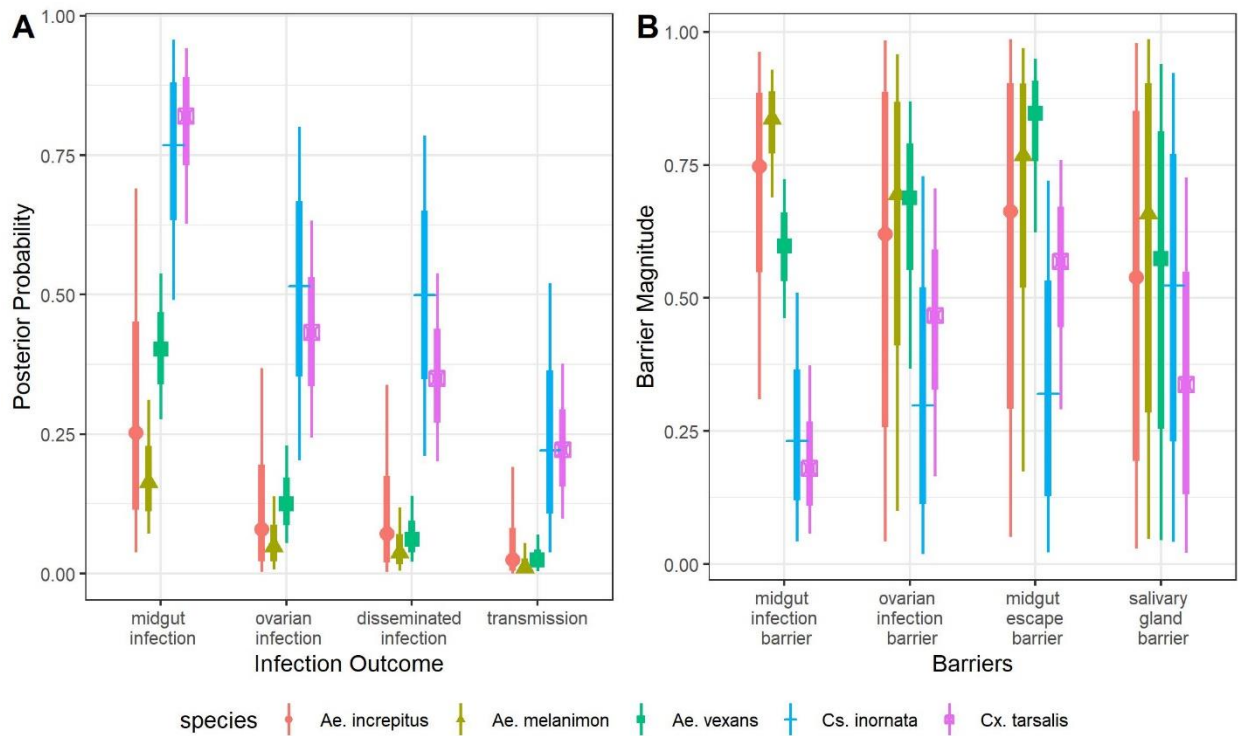 A
Posterior Probability
1.00
0.75
0.50
0.25
0.00
midgut
infection
ovarian
infection
disseminated
infection
transmission
Infection Outcome
B
Barrier Magnitude
1.00
0.75
0.50
0.25
0.00
midgut
infection
barrier
ovarian
infection
barrier
midgut
escape
barrier
salivary
gland
barrier
Barriers
species
Ae. increpitus
Ae. melanimon
Ae. vexans
Cs. inornata
Cx. tarsalis